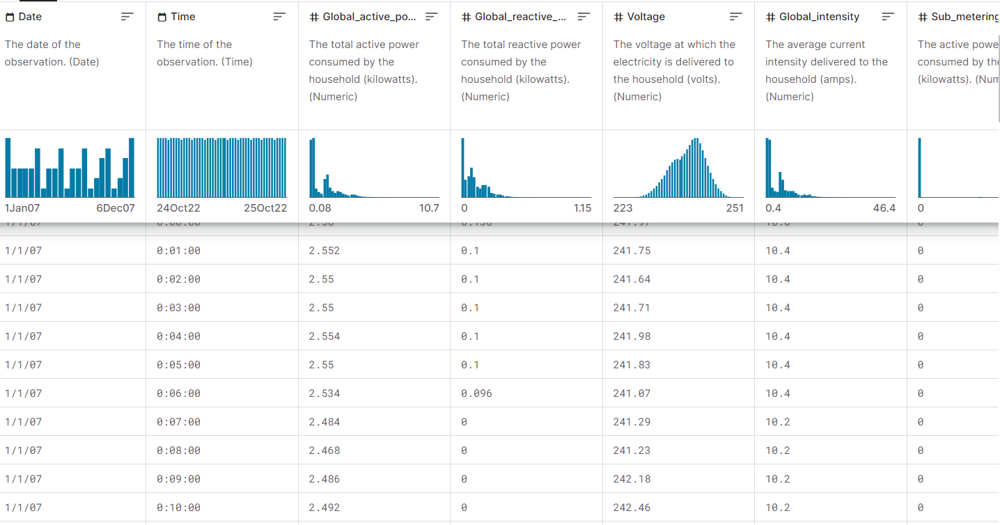 Date Time Global_active_po... Global_reactive_... Voltage Global_intensity Sub_metering
The date of the The time of the The total active power The total reactive power The voltage at which the The average current The active powe
observation. (Date) observation. (Time) consumed by the consumed by the electricity is delivered to intensity delivered to the consumed by the
household (kilowatts). household (kilowatts). the household (volts). household (amps). (kilowatts). (Num
(Numeric) (Numeric) (Numeric) (Numeric)
1Jan07 6Dec07 24Oct22 25Oct22 0.08 10.7 0 1.15 223 251 0.4 46.4 0
1/1/07 0:01:00 2.552 0.1 241.75 10.4 0
1/1/07 0:02:00 2.55 0.1 241.64 10.4 0
1/1/07 0:03:00 2.55 0.1 241.71 10.4 0
1/1/07 0:04:00 2.554 0.1 241.98 10.4 0
1/1/07 0:05:00 2.55 0.1 241.83 10.4 0
1/1/07 0:06:00 2.534 0.096 241.07 10.4 0
1/1/07 0:07:00 2.484 0 241.29 10.2 0
1/1/07 0:08:00 2.468 0 241.23 10.2 0
1/1/07 0:09:00 2.486 0 242.18 10.2 0
1/1/07 0:10:00 2.492 0 242.46 10.2 0